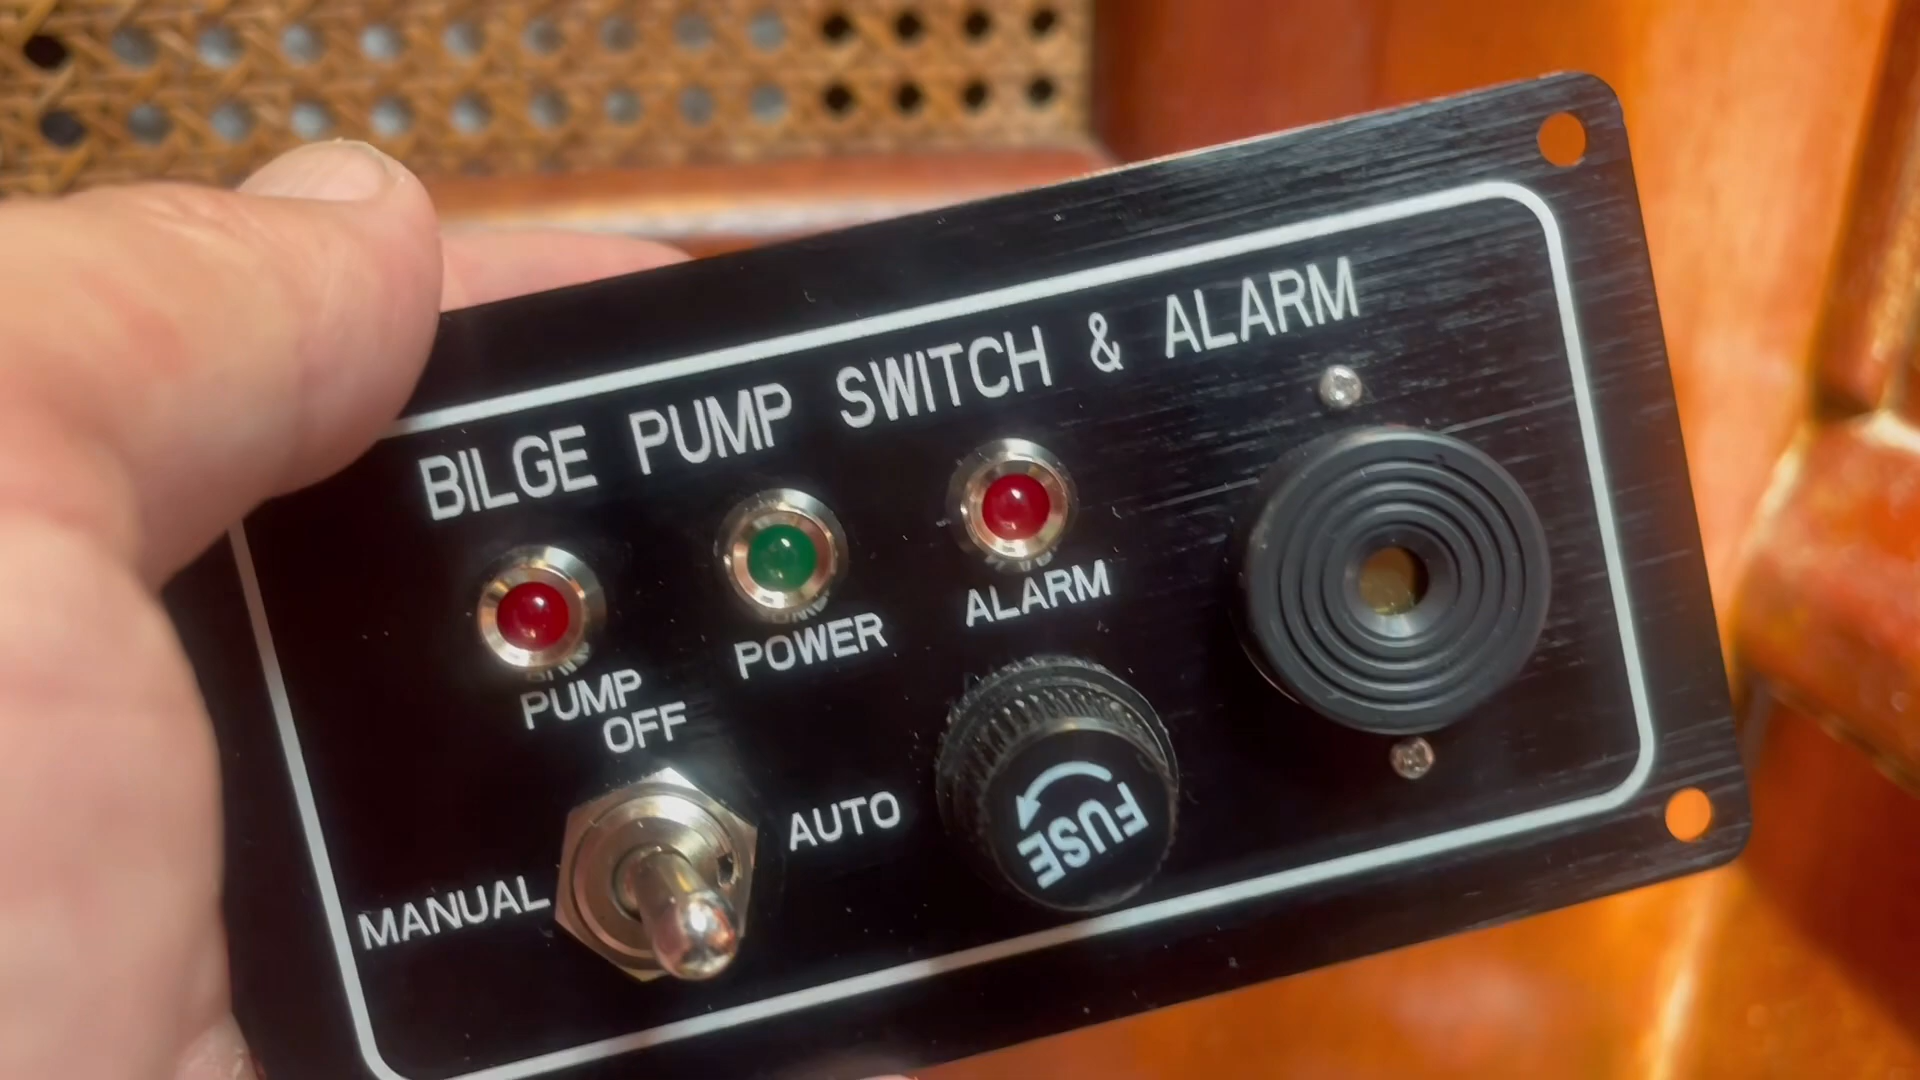 BILGE PUMP SWITCH & ALARM
PUMP
POWER
ALARM
OFF
MANUAL
AUTO
FUSE